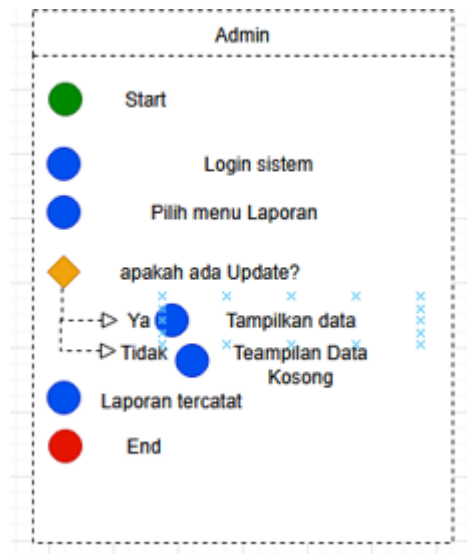 Admin
Start
Login sistem
Pilih menu Laporan
apakah ada Update?
Ya Tampilkan data
Tidak Teampilan Data
Kosong
Laporan tercatat
End